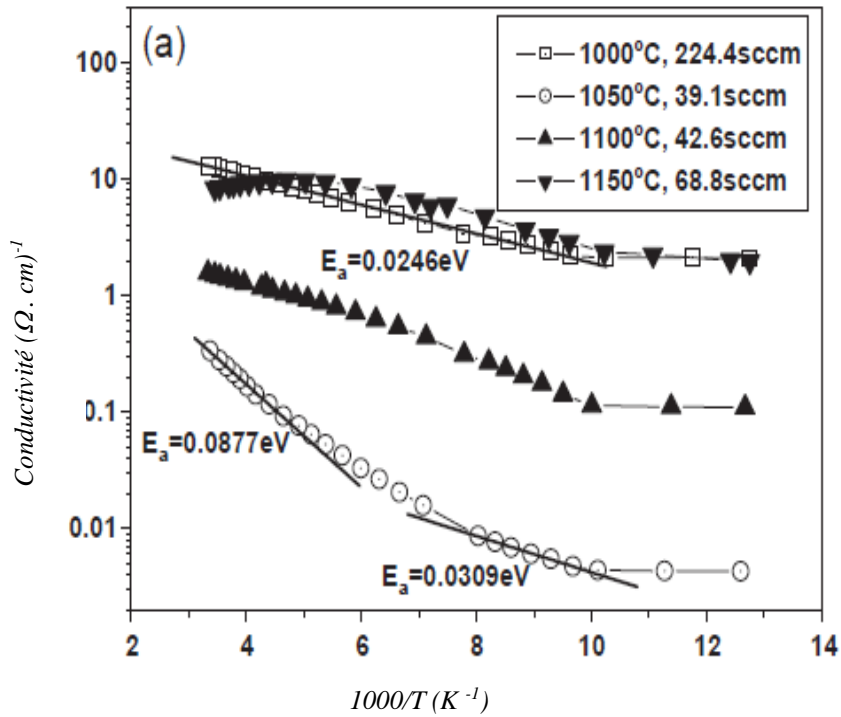 (a)
1000°C, 224.4sccm
1050°C, 39.1sccm
1100°C, 42.6sccm
1150°C, 68.8sccm
100
10
1
0.1
0.01
Eₐ=0.0246eV
Eₐ=0.0877eV
Eₐ=0.0309eV
Conductivité (Ω . cm)⁻¹
2 4 6 8 10 12 14
1000/T (K ⁻¹)